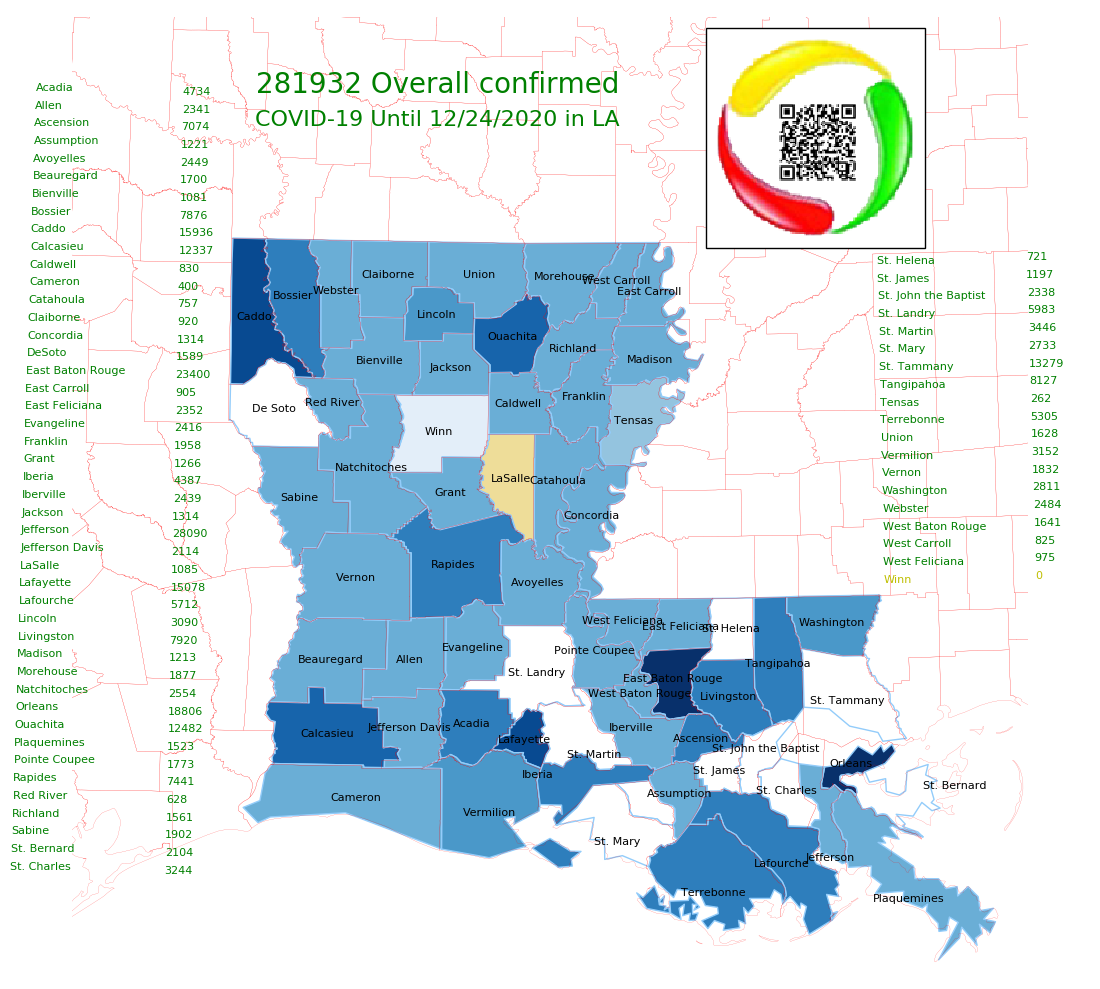 281932 Overall confirmed
COVID-19 Until 12/24/2020 in LA
Acadia 4734
Allen 2341
Ascension 7074
Assumption 1221
Avoyelles 2449
Beauregard 1700
Bienville 1081
Bossier 7876
Caddo 15936
Calcasieu 12337
Caldwell 830
Cameron 400
Catahoula 757
Claiborne 920
Concordia 1314
DeSoto 1589
East Baton Rouge 23400
East Carroll 905
East Feliciana 2352
Evangeline 2416
Franklin 1958
Grant 1266
Iberia 4387
Iberville 2439
Jackson 1314
Jefferson 28090
Jefferson Davis 2114
LaSalle 1085
Lafayette 15078
Lafourche 5712
Lincoln 3090
Livingston 7920
Madison 1213
Morehouse 1877
Natchitoches 2554
Orleans 18806
Ouachita 12482
Plaquemines 1523
Pointe Coupee 1773
Rapides 7441
Red River 628
Richland 1561
Sabine 1902
St. Bernard 2104
St. Charles 3244
St. Helena 721
St. James 1197
St. John the Baptist 2338
St. Landry 5983
St. Martin 3446
St. Mary 2733
St. Tammany 13279
Tangipahoa 8127
Tensas 262
Terrebonne 5305
Union 1628
Vermilion 3152
Vernon 1832
Washington 2811
Webster 2484
West Baton Rouge 1641
West Carroll 825
West Feliciana 975
Winn 0
Claiborne
Union
Morehouse
West Carroll
East Carroll
Webster
Bossier
Caddo
Lincoln
Ouachita
Richland
Madison
Bienville
Jackson
Franklin
Caldwell
De Soto
Red River
Tensas
Winn
Natchitoches
LaSalle
Catahoula
Grant
Sabine
Concordia
Rapides
Vernon
Avoyelles
West Feliciana
East Feliciana
St. Helena
Washington
Evangeline
Pointe Coupee
Beauregard
Allen
Tangipahoa
St. Landry
East Baton Rouge
West Baton Rouge
Livingston
St. Tammany
Calcasieu
Jefferson Davis
Acadia
Iberville
Lafayette
Ascension
St. John the Baptist
St. Martin
Orleans
St. James
Iberia
St. Bernard
St. Charles
Assumption
Cameron
Vermilion
St. Mary
Jefferson
Lafourche
Terrebonne
Plaquemines